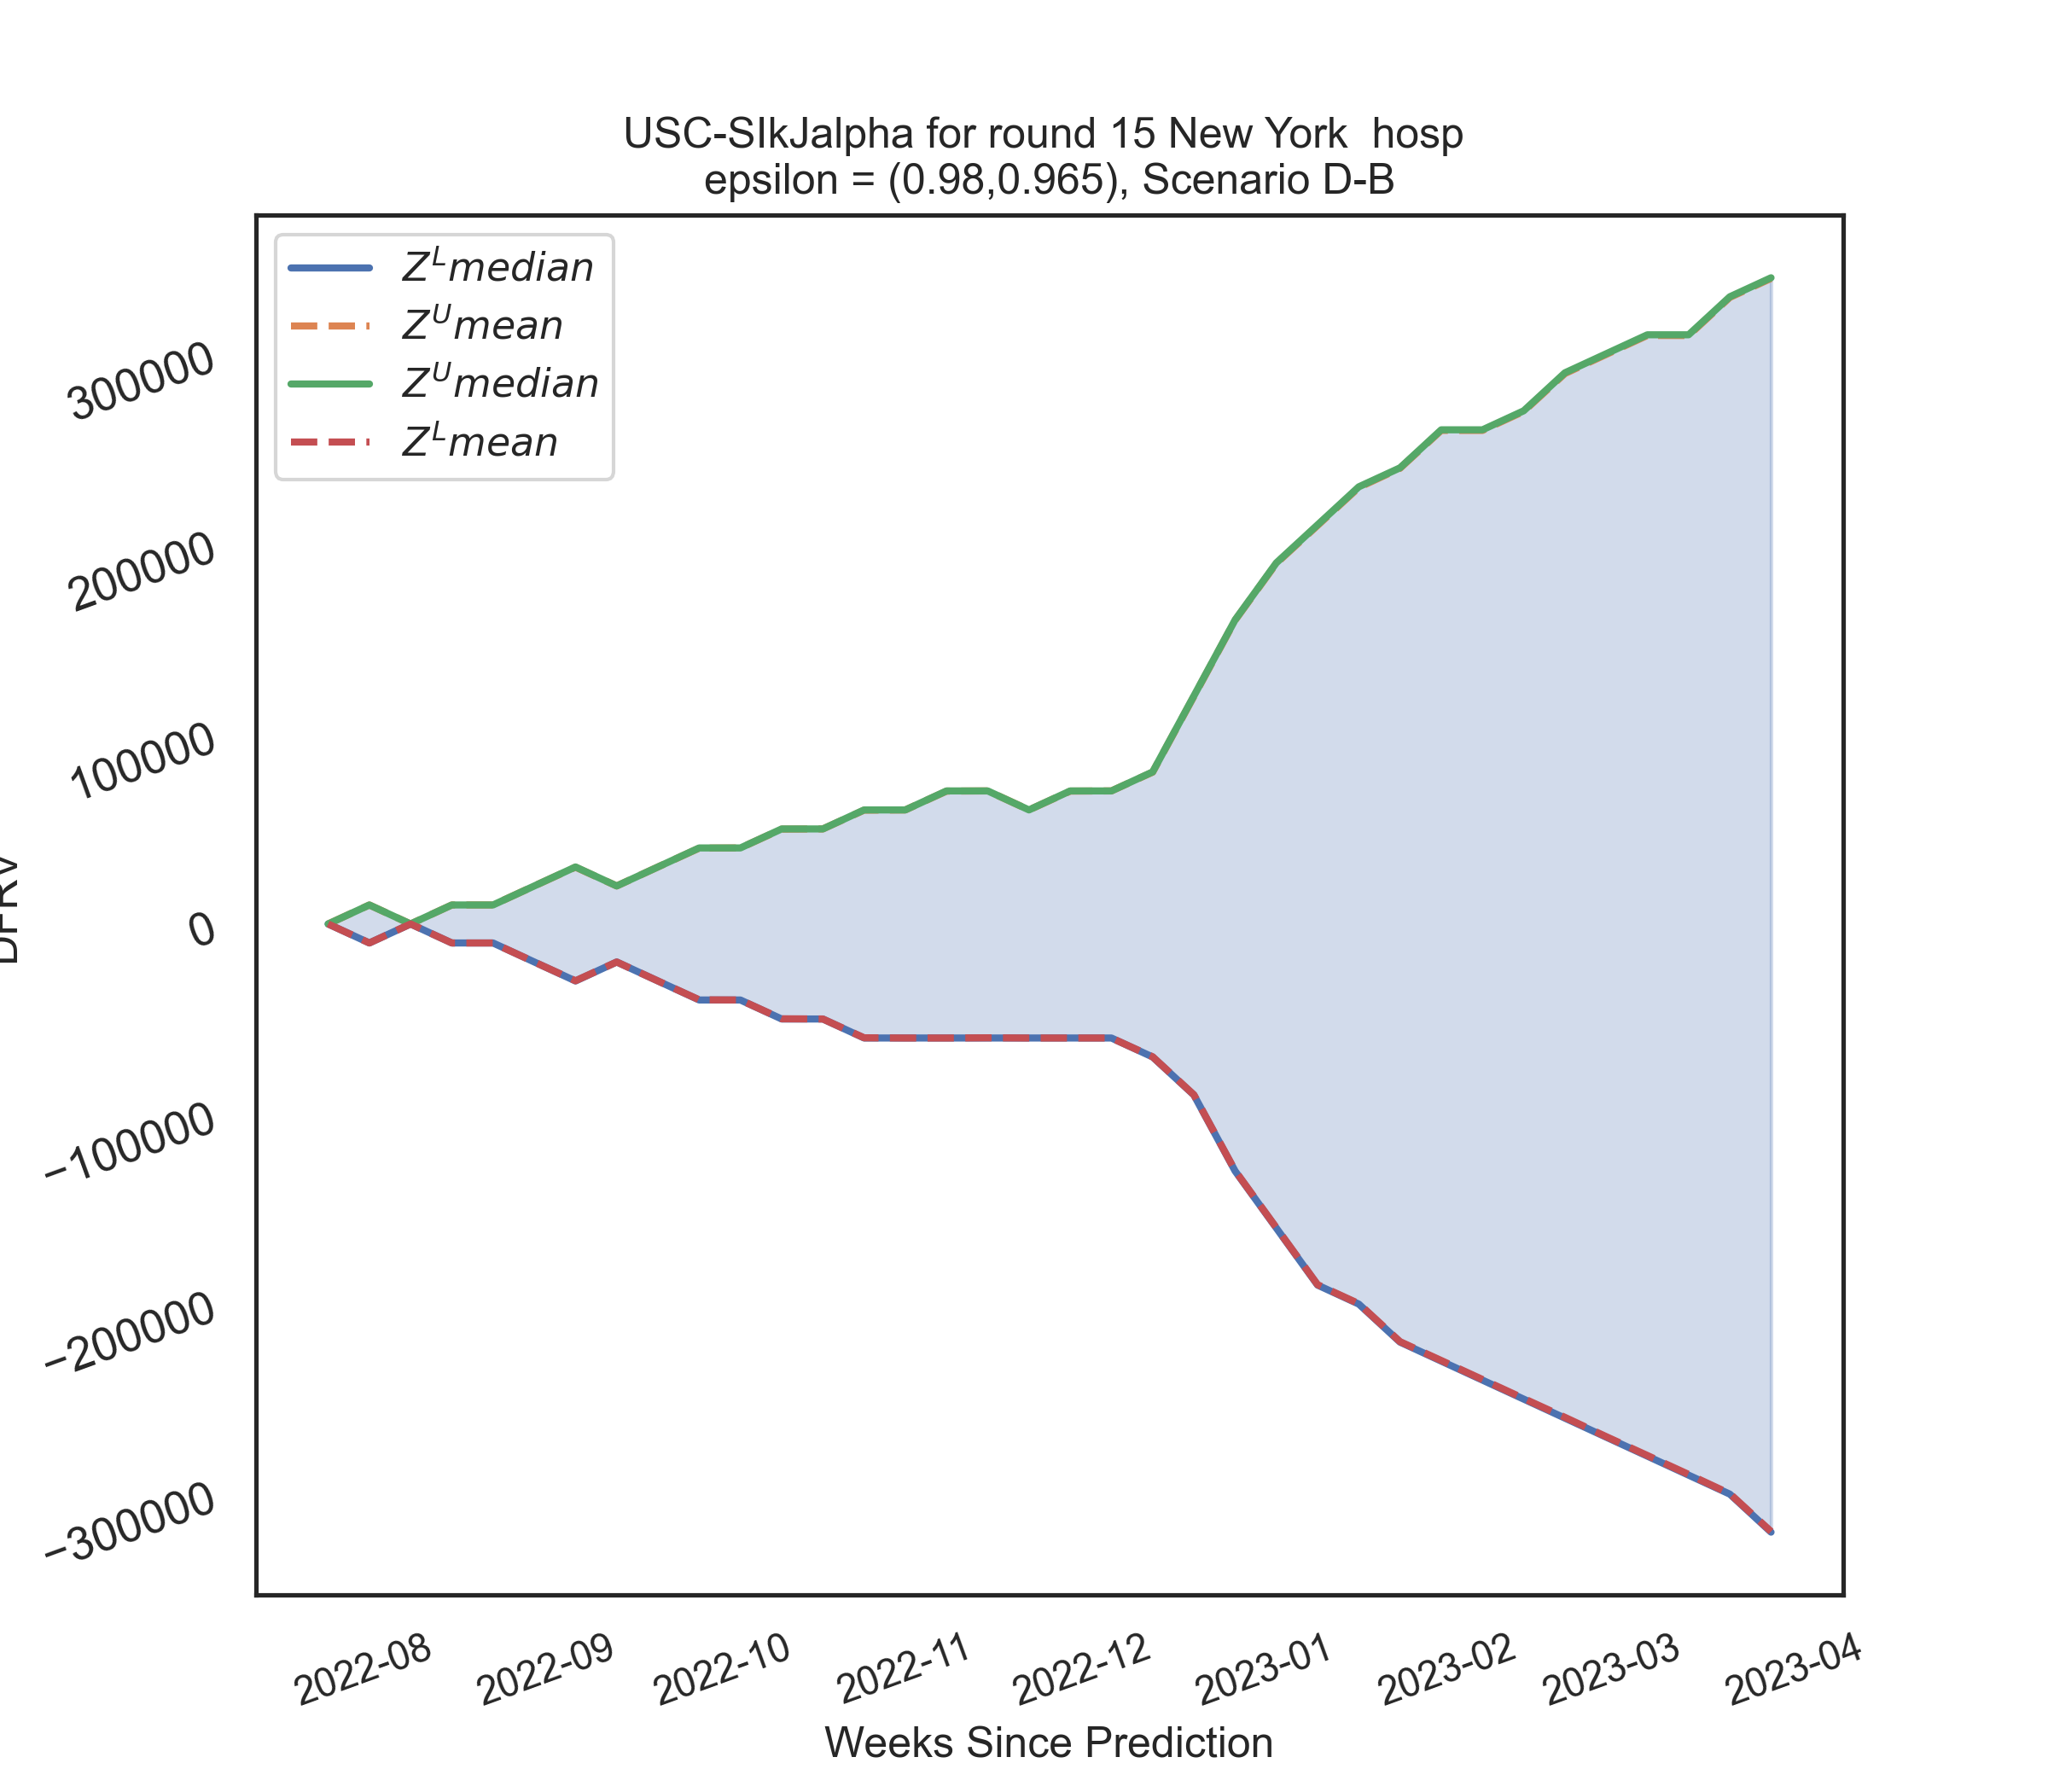 USC-SIkJalpha for round 15 New York  hosp
epsilon = (0.98,0.965), Scenario D-B
Z^L median
Z^U mean
Z^U median
Z^L mean
300000
200000
100000
0
−100000
−200000
−300000
2022-08
2022-09
2022-10
2022-11
2022-12
2023-01
2023-02
2023-03
2023-04
Weeks Since Prediction